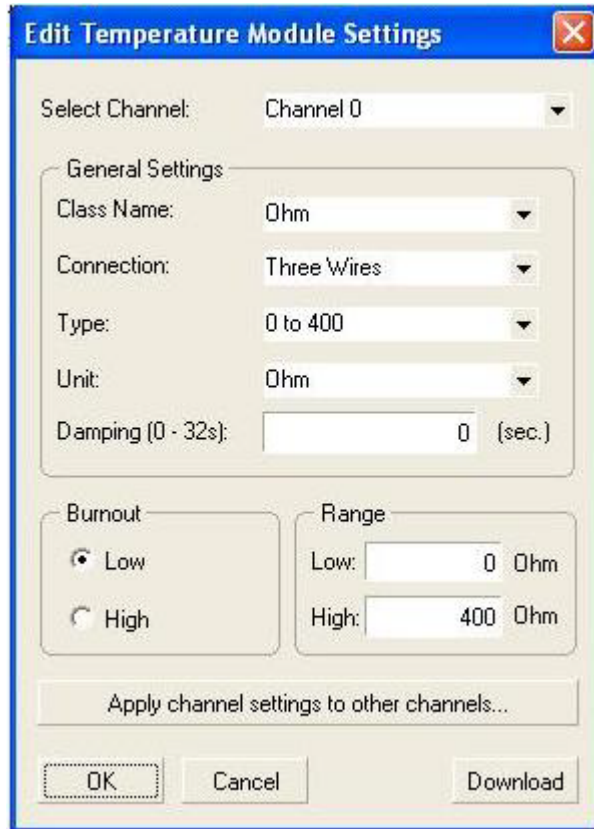 Edit Temperature Module Settings
Select Channel: Channel 0
General Settings
Class Name: Ohm
Connection: Three Wires
Type: 0 to 400
Unit: Ohm
Damping (0 - 32s): 0 (sec.)
Burnout
Low
High
Range
Low: 0 Ohm
High: 400 Ohm
Apply channel settings to other channels...
OK Cancel Download